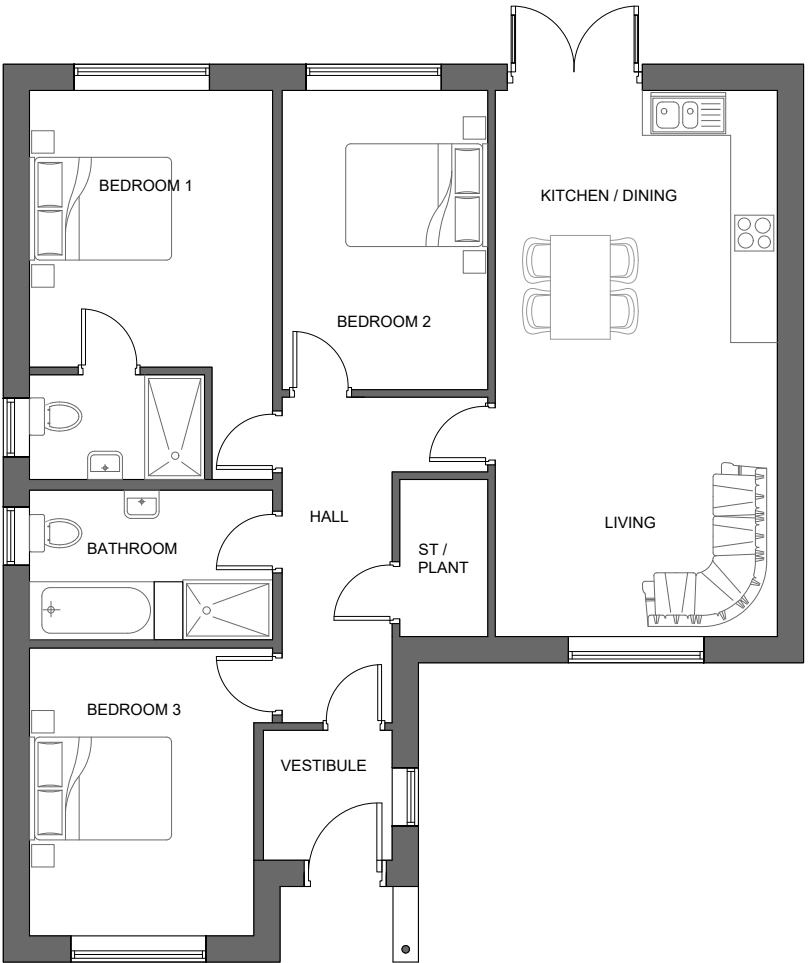 BEDROOM 1
KITCHEN / DINING
BEDROOM 2
HALL
LIVING
BATHROOM
ST /
PLANT
BEDROOM 3
VESTIBULE